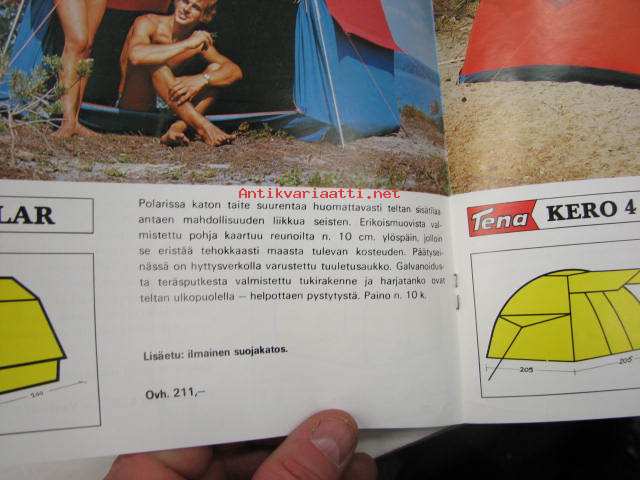 LAR
Polarissa katon taite suurentaa huomattavasti teltan sisätilaa
antaen mahdollisuuden liikkua seisten. Erikoismuovista val-
mistettu pohja kaartuu reunoilta n. 10 cm. ylöspäin, jolloin
se eristää tehokkaasti maasta tulevan kosteuden. Päätysei-
nässä on hyttysverkolla varustettu tuuletusaukko. Galvanoidus-
ta teräsputkesta valmistettu tukirakenne ja harjatanko ovat
teltan ulkopuolella — helpottaen pystytystä. Paino n. 10 k.
Lisäetu: ilmainen suojakatos.
Ovh. 211,—
200
Tena KERO 4
205
205
Antikvariaatti.net